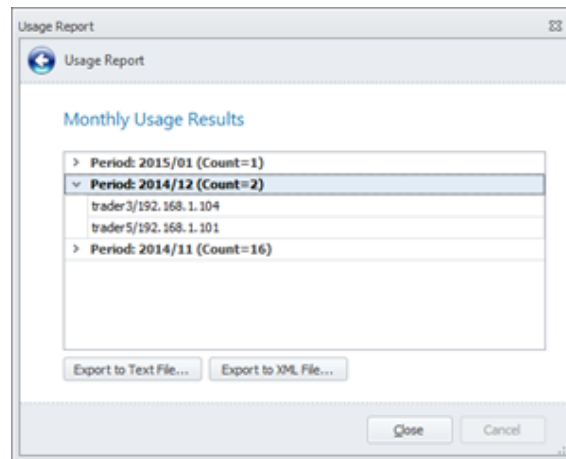 Usage Report
Usage Report
Monthly Usage Results
Period: 2015/01 (Count=1)
Period: 2014/12 (Count=2)
trader3/192.168.1.104
trader5/192.168.1.101
Period: 2014/11 (Count=16)
Export to Text File... Export to XML File...
Close Cancel